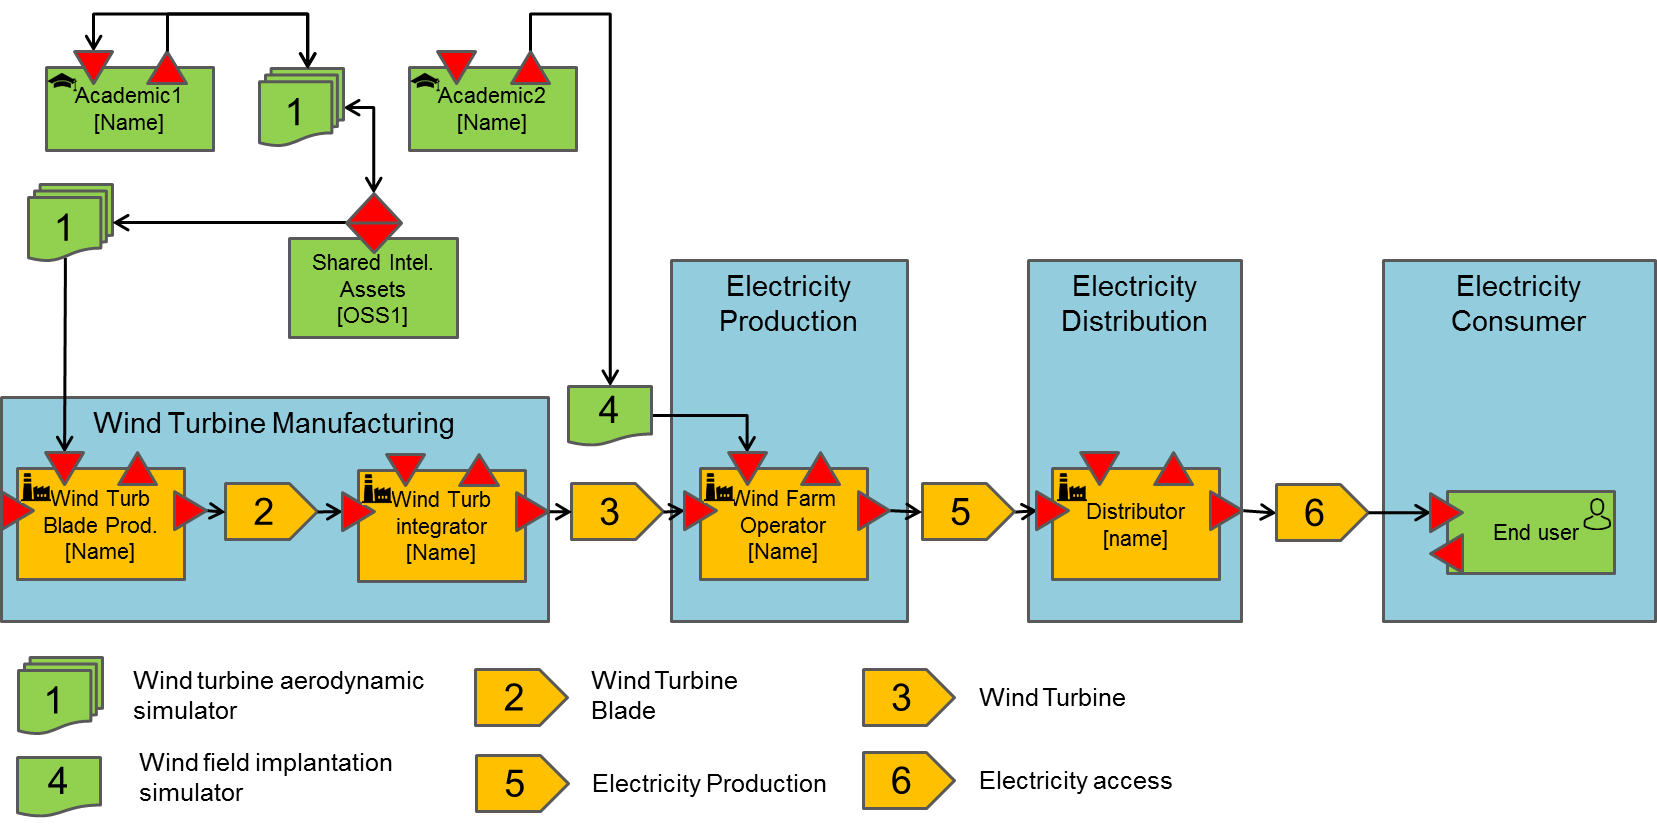 Academic1
[Name]
1
Academic2
[Name]
1
Shared Intel.
Assets
[OSS1]
Electricity
Production
Electricity
Distribution
Electricity
Consumer
4
Wind Turbine Manufacturing
Wind Turb
Blade Prod.
[Name]
2
Wind Turb
integrator
[Name]
3
Wind Farm
Operator
[Name]
5
Distributor
[name]
6
End user
1
Wind turbine aerodynamic
simulator
2
Wind Turbine
Blade
3
Wind Turbine
4
Wind field implantation
simulator
5
Electricity Production
6
Electricity access